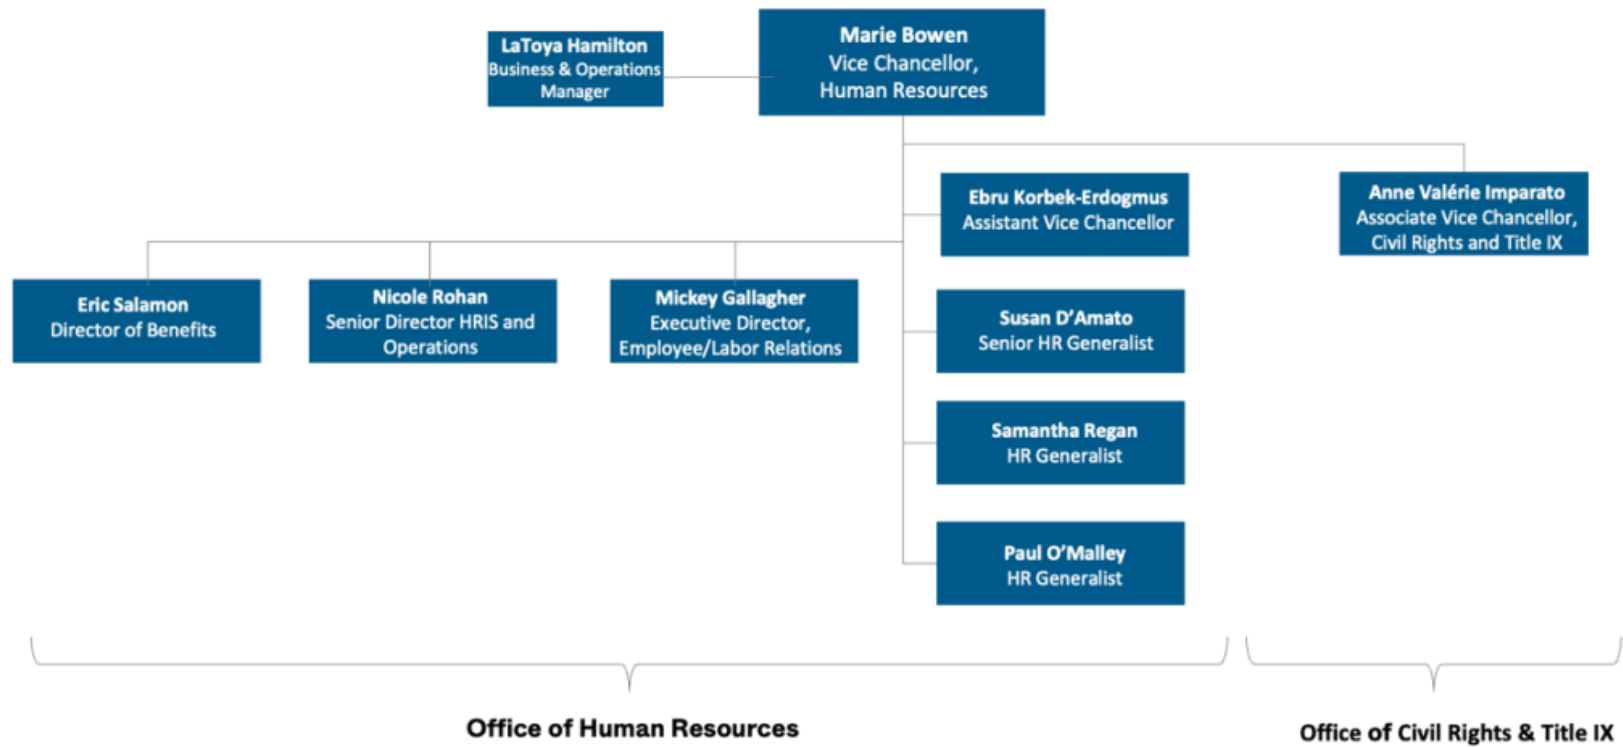 LaToya Hamilton
Business & Operations
Manager
Marie Bowen
Vice Chancellor,
Human Resources
Ebru Korbek-Erdogmus
Assistant Vice Chancellor
Anne Valérie Imparato
Associate Vice Chancellor,
Civil Rights and Title IX
Eric Salamon
Director of Benefits
Nicole Rohan
Senior Director HRIS and
Operations
Mickey Gallagher
Executive Director,
Employee/Labor Relations
Susan D’Amato
Senior HR Generalist
Samantha Regan
HR Generalist
Paul O’Malley
HR Generalist
Office of Human Resources
Office of Civil Rights & Title IX